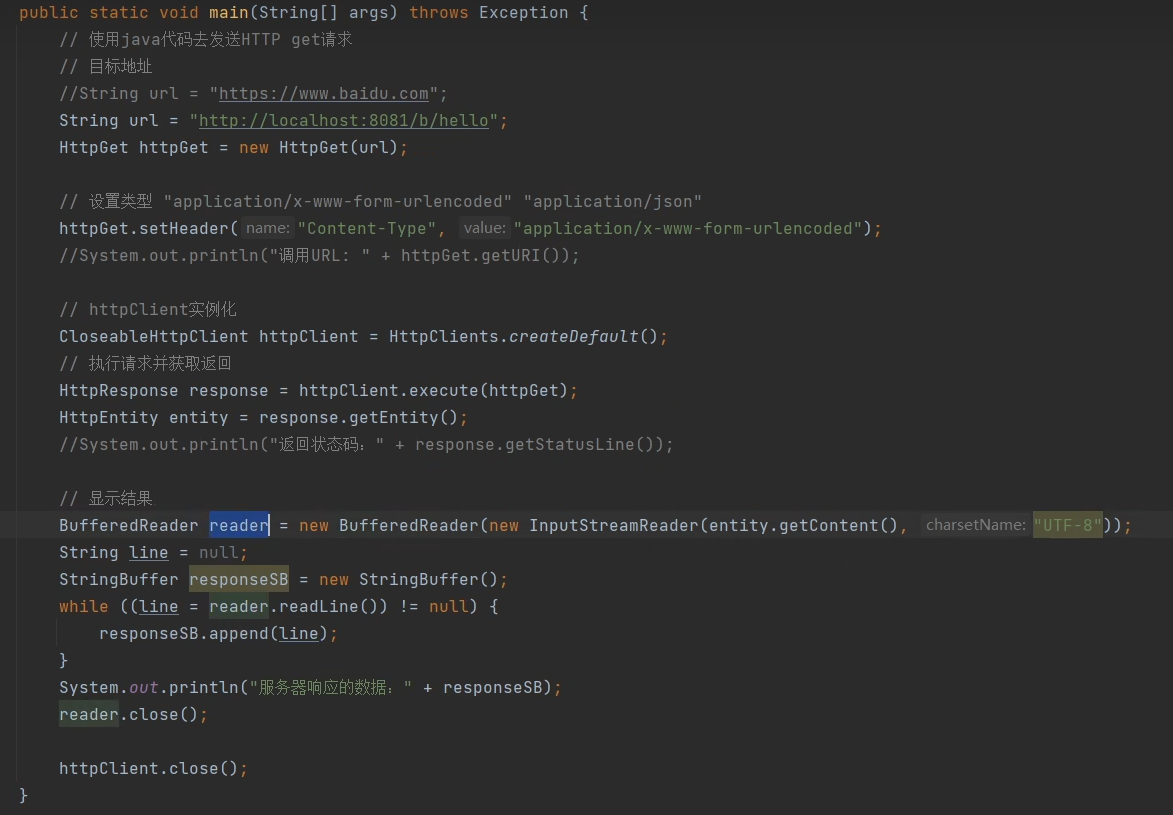 public static void main(String[] args) throws Exception {
// 使用java代码去发送HTTP get请求
// 目标地址
//String url = "https://www.baidu.com";
String url = "http://localhost:8081/b/hello";
HttpGet httpGet = new HttpGet(url);
// 设置类型 "application/x-www-form-urlencoded" "application/json"
httpGet.setHeader( name: "Content-Type", value: "application/x-www-form-urlencoded");
//System.out.println("调用URL: " + httpGet.getURI());
// httpClient实例化
CloseableHttpClient httpClient = HttpClients.createDefault();
// 执行请求并获取返回
HttpResponse response = httpClient.execute(httpGet);
HttpEntity entity = response.getEntity();
//System.out.println("返回状态码：" + response.getStatusLine());
// 显示结果
BufferedReader reader = new BufferedReader(new InputStreamReader(entity.getContent(), charsetName: "UTF-8"));
String line = null;
StringBuffer responseSB = new StringBuffer();
while ((line = reader.readLine()) != null) {
responseSB.append(line);
}
System.out.println("服务器响应的数据：" + responseSB);
reader.close();
httpClient.close();
}